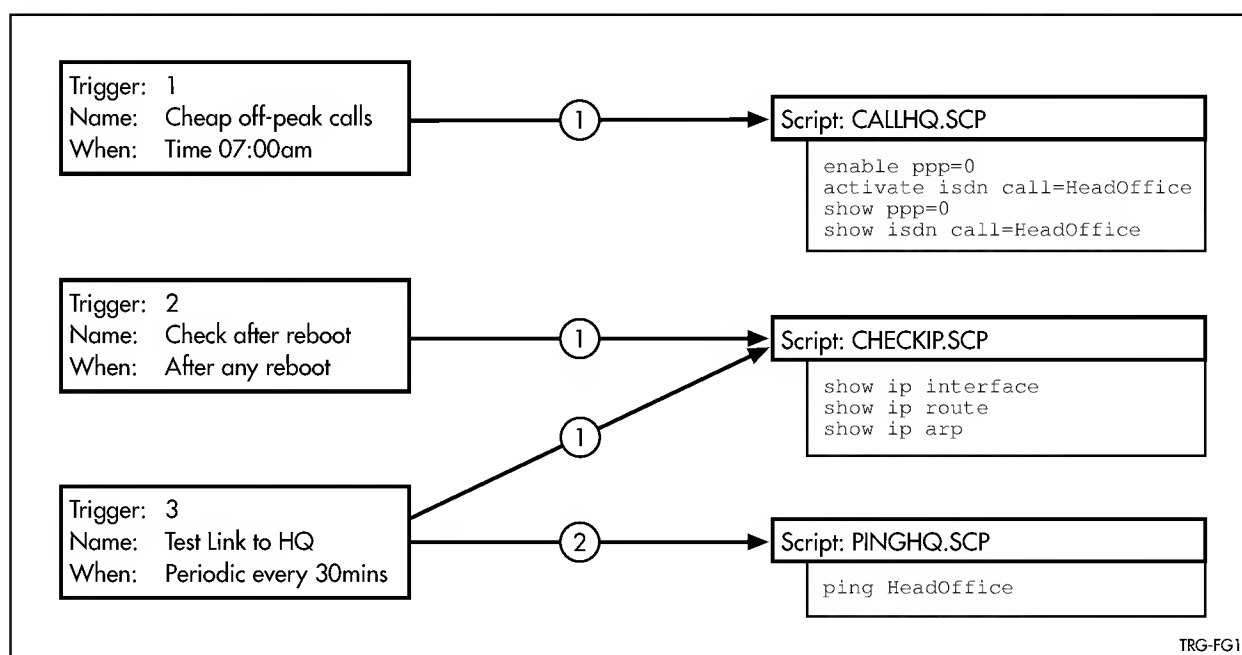 Trigger: 1
Name: Cheap off-peak calls
When: Time 07:00am
1
Script: CALLHQ.SCP
enable ppp=0
activate isdn call=HeadOffice
show ppp=0
show isdn call=HeadOffice
Trigger: 2
Name: Check after reboot
When: After any reboot
1
Script: CHECKIP.SCP
show ip interface
show ip route
show ip arp
1
Trigger: 3
Name: Test Link to HQ
When: Periodic every 30mins
2
Script: PINGHQ.SCP
ping HeadOffice
TRG-FG1